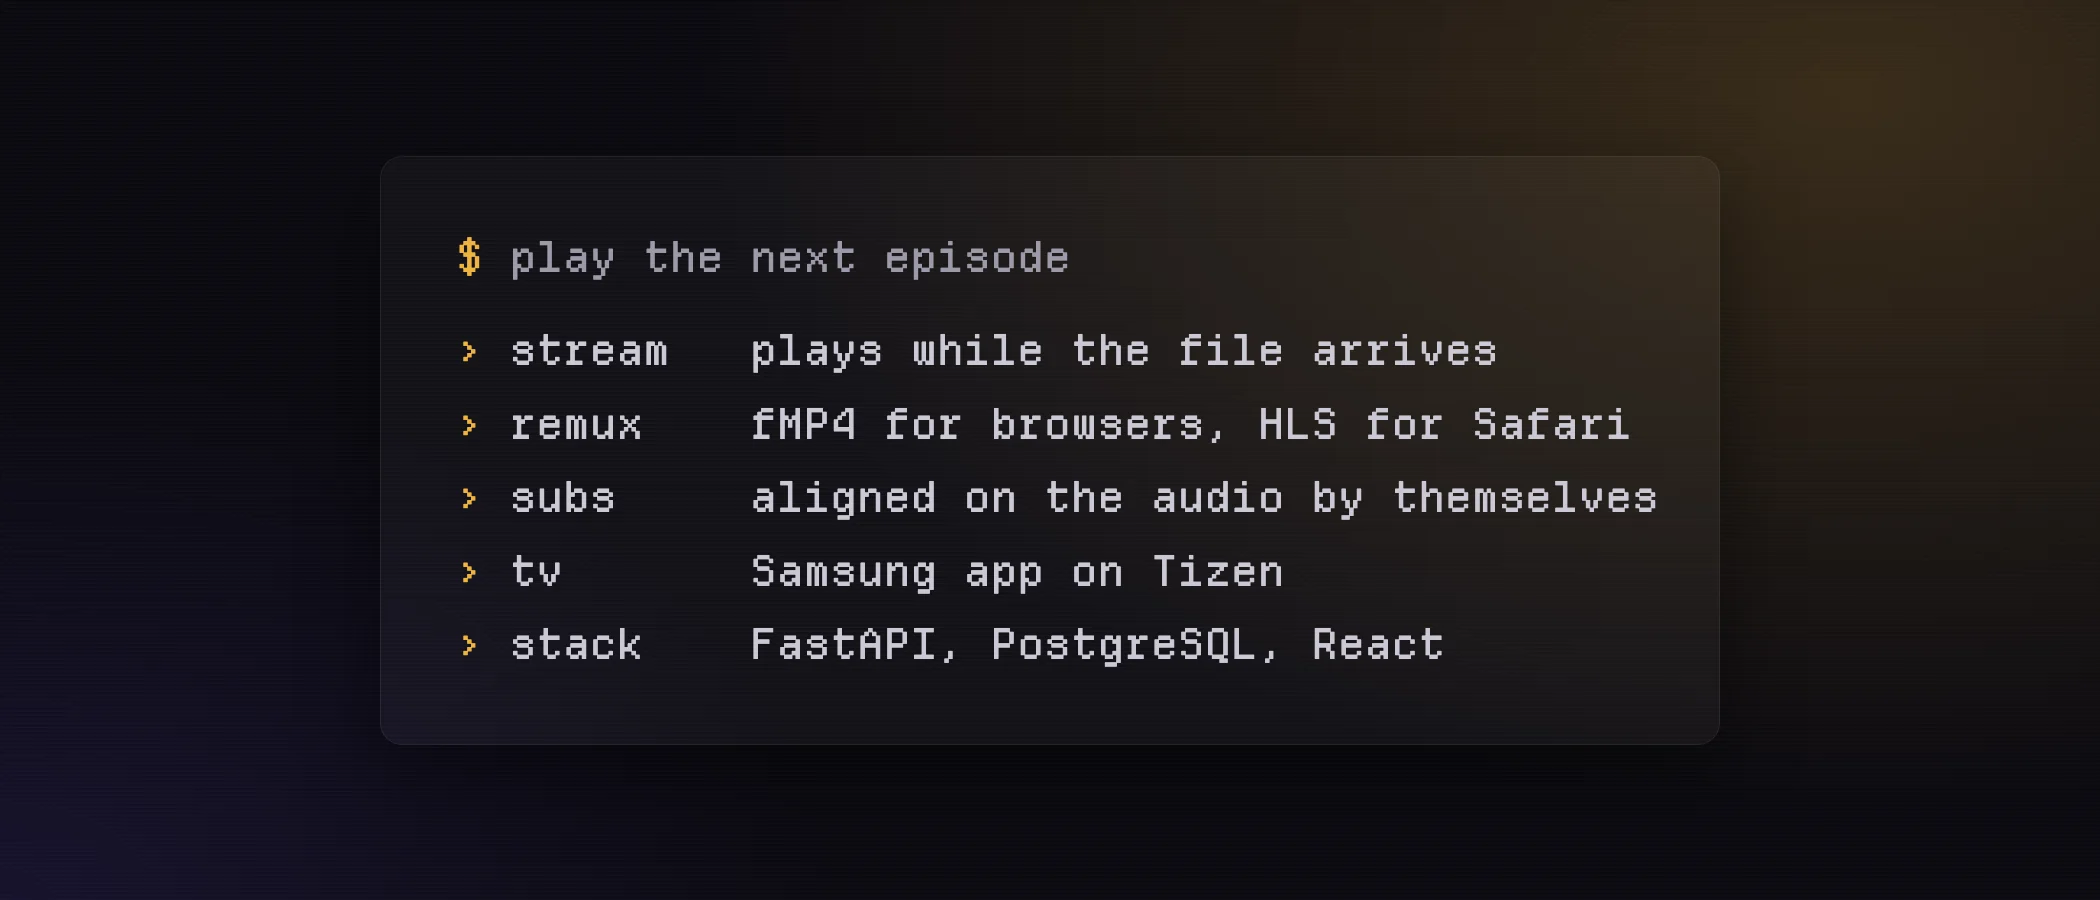 $ play the next episode
› stream plays while the file arrives
› remux fMP4 for browsers, HLS for Safari
› subs aligned on the audio by themselves
› tv Samsung app on Tizen
› stack FastAPI, PostgreSQL, React